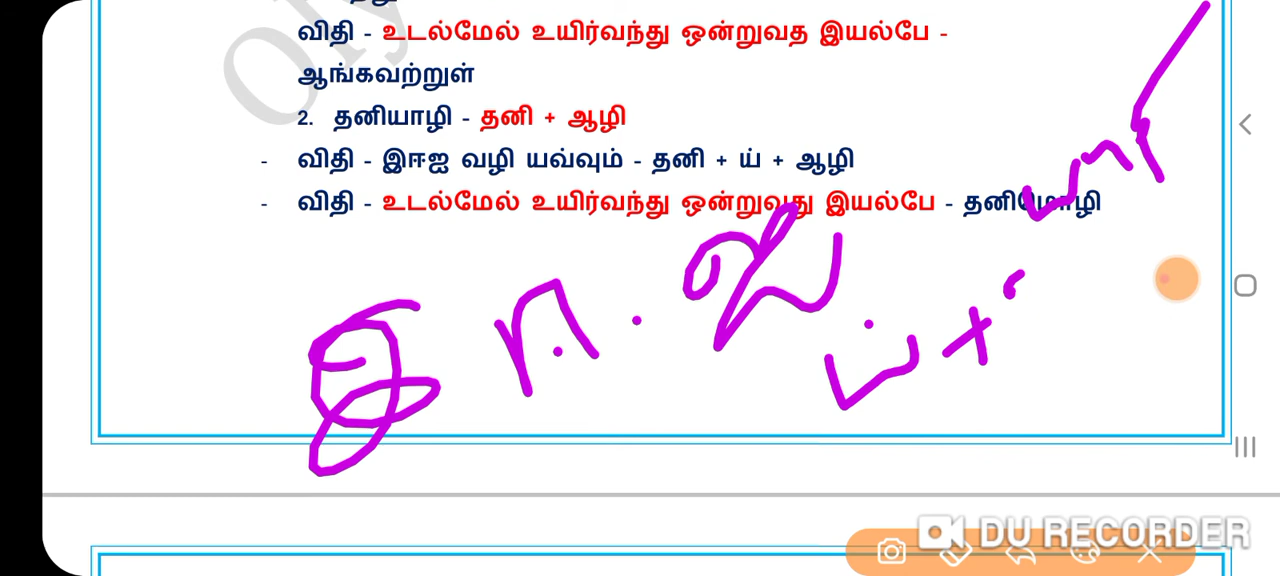 விதி - உடல்மேல் உயிர்வந்து ஒன்றுவத இயல்பே -
ஆங்கவற்றுள்
2. தனியாழி - தனி + ஆழி
- விதி - இஈஐ வழி யவ்வும் - தனி + ய் + ஆழி
- விதி - உடல்மேல் உயிர்வந்து ஒன்றுவது இயல்பே - தனிமொழி
இ ஈ . ஐ
ய் +
DU RECORDER